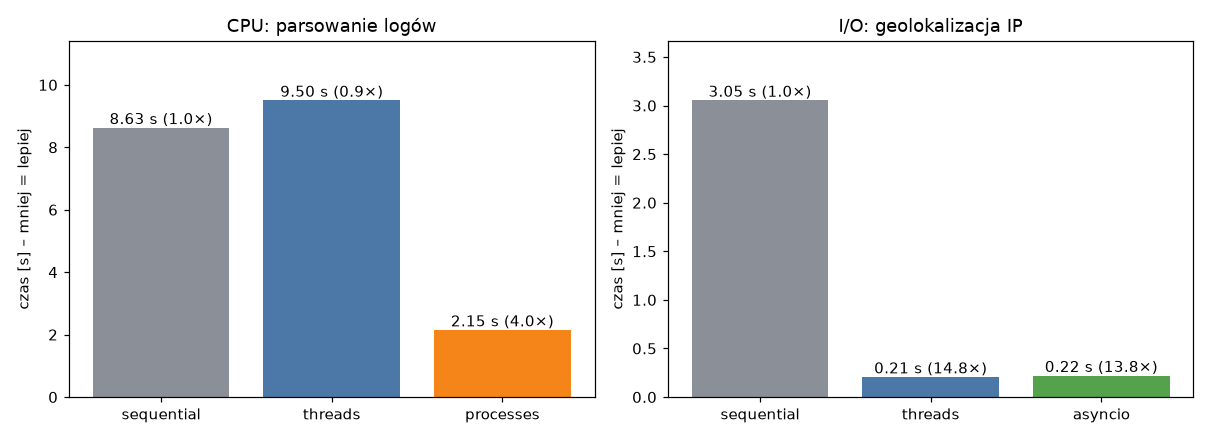 CPU: parsowanie logów
czas [s] – mniej = lepiej
10
8
6
4
2
0
8.63 s (1.0×)
9.50 s (0.9×)
2.15 s (4.0×)
sequential
threads
processes
I/O: geolokalizacja IP
czas [s] – mniej = lepiej
3.5
3.0
2.5
2.0
1.5
1.0
0.5
0.0
3.05 s (1.0×)
0.21 s (14.8×)
0.22 s (13.8×)
sequential
threads
asyncio